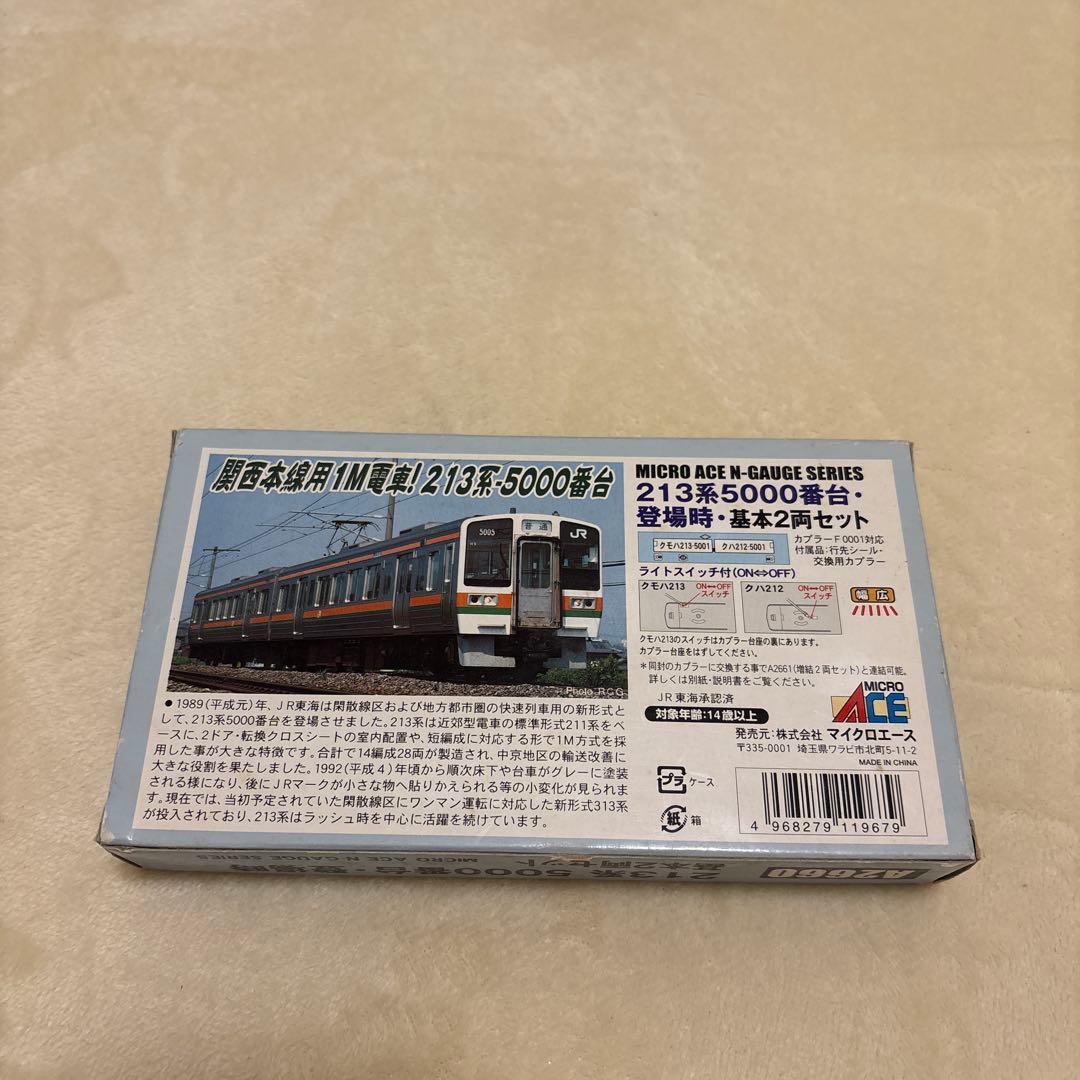 関西本線用1M電車! 213系-5000番台
5005
普通
JR
Photo RGG
●1989(平成元)年、JR東海は閑散線区および地方都市圏の快速列車用の新形式と
して、213系5000番台を登場させました。213系は近郊型電車の標準形式211系をベ
ースに、2ドア・転換クロスシートの室内配置や、短編成に対応する形で1M方式を採
用した事が大きな特徴です。合計で14編成28両が製造され、中京地区の輸送改善に
大きな役割を果たしました。1992(平成4)年頃から順次床下や台車がグレーに塗装
される様になり、後にJRマークが小さな物へ貼りかえられる等の小変化が見られま
す。現在では、当初予定されていた閑散線区にワンマン運転に対応した新形式313系
が投入されており、213系はラッシュ時を中心に活躍を続けています。
MICRO ACE N-GAUGE SERIES
213系5000番台・
登場時・基本2両セット
クモハ213-5001
クハ212-5001
カプラーF0001対応
付属品:行先シール・
交換用カプラー
ライトスイッチ付(ON⇔OFF)
クモハ213
ON⇔OFF
スイッチ
クハ212
ON⇔OFF
スイッチ
幅広
クモハ213のスイッチはカプラー台座の裏にあります。
カプラー台座をはずしてください。
*同封のカプラーに交換する事でA2661(増結2両セット)と連結可能。
詳しくは別紙・説明書をご覧ください。
JR東海承認済
対象年齢:14歳以上
MICRO
ACE
発売元:株式会社 マイクロエース
〒335-0001 埼玉県ワラビ市北町5-11-2
MADE IN CHINA
プラ ケース
紙 箱
4 968279 119679
A2660
213系5000番台・登場時
基本2両セット
MICRO ACE N GAUGE SERIES